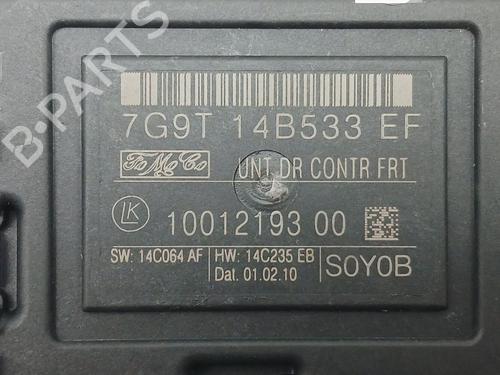 B-PARTS
7G9T 14B533 EF
FoMoCo UNT DR CONTR FRT
LK 10012193 00
SW: 14C064 AF HW: 14C235 EB
Dat. 01.02.10
S0Y0B